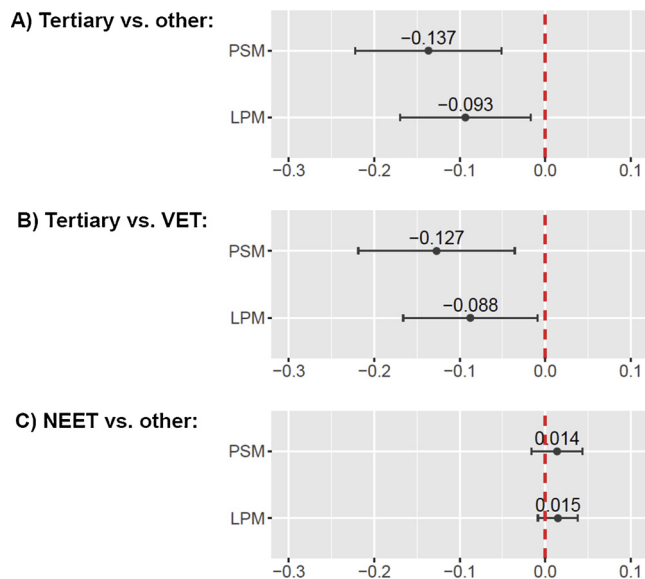 A) Tertiary vs. other:
PSM
−0.137
LPM
−0.093
−0.3 −0.2 −0.1 0.0 0.1
B) Tertiary vs. VET:
PSM
−0.127
LPM
−0.088
−0.3 −0.2 −0.1 0.0 0.1
C) NEET vs. other:
PSM
0.014
LPM
0.015
−0.3 −0.2 −0.1 0.0 0.1